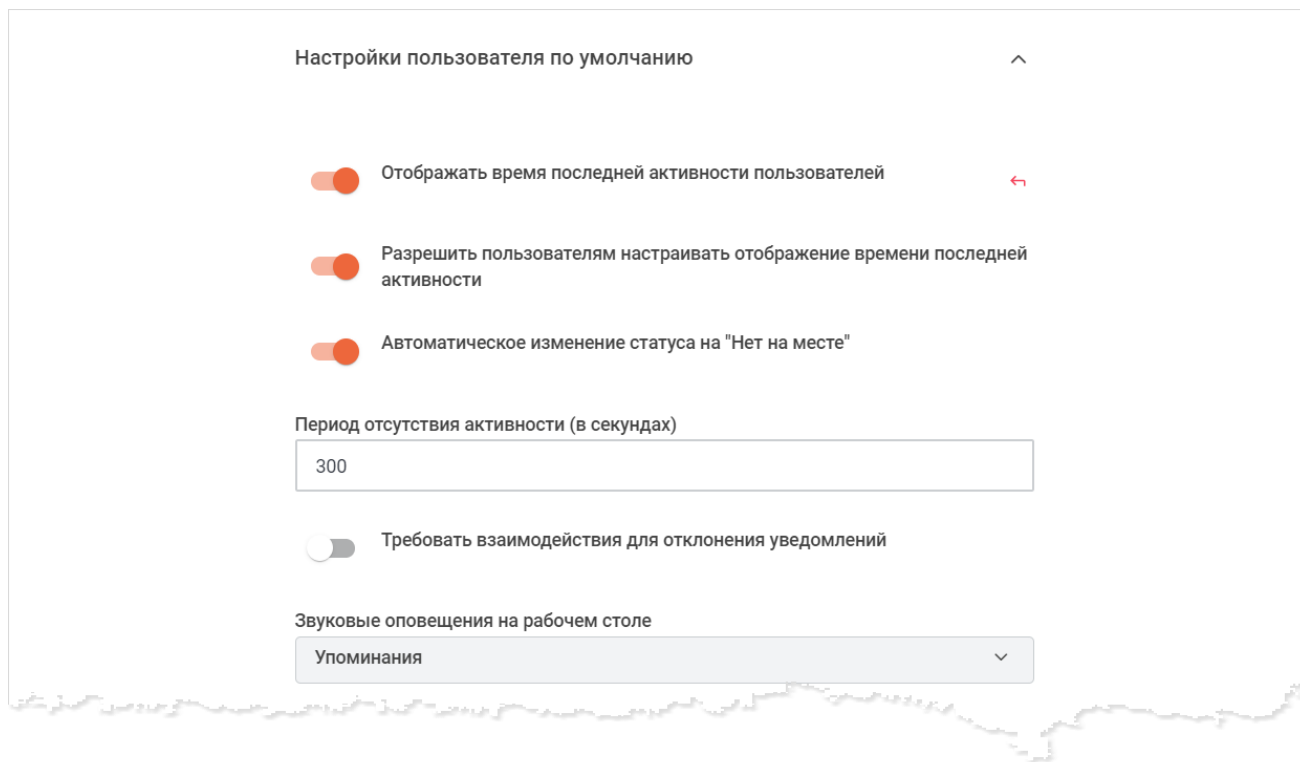 Настройки пользователя по умолчанию
Отображать время последней активности пользователей
Разрешить пользователям настраивать отображение времени последней
активности
Автоматическое изменение статуса на "Нет на месте"
Период отсутствия активности (в секундах)
300
Требовать взаимодействия для отклонения уведомлений
Звуковые оповещения на рабочем столе
Упоминания